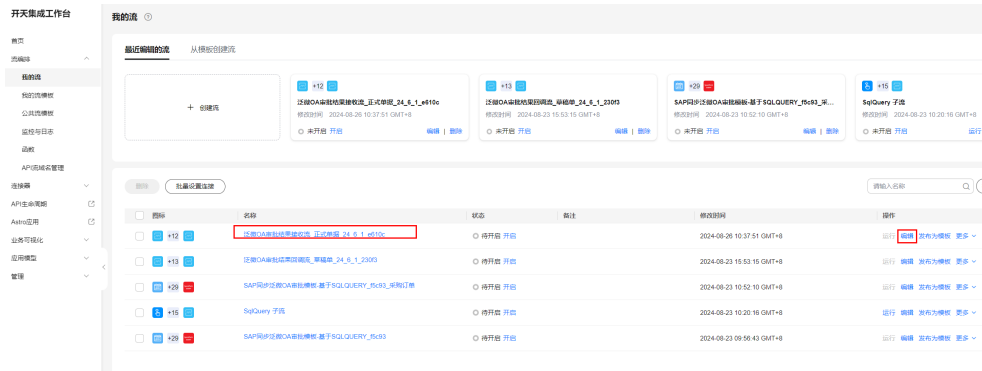 开天集成工作台
首页
流编排
我的流
我的流模板
公共流模板
监控与日志
函数
API流域名管理
连接器
API生命周期
Astro应用
业务可视化
应用模型
管理
我的流
最近编辑的流 从模板创建流
+ 创建流
+12
泛微OA审批结果接收流_正式单据_24_6_1_e610c
修改时间 2024-08-26 10:37:51 GMT+8
未开启 开启 编辑 | 删除
+13
泛微OA审批结果回调流_草稿单_24_6_1_230f3
修改时间 2024-08-23 15:53:15 GMT+8
未开启 开启 编辑 | 删除
+29
SAP同步泛微OA审批模板-基于SQLQUERY_f5c93_采...
修改时间 2024-08-23 10:52:10 GMT+8
未开启 开启 编辑 | 删除
+15
SqlQuery 子流
修改时间 2024-08-23 10:20:16 GMT+8
未开启 开启 运行
删除 批量设置连接 请输入名称
图标 名称 状态 备注 修改时间 操作
+12 泛微OA审批结果接收流_正式单据_24_6_1_e610c 待开启 开启 2024-08-26 10:37:51 GMT+8 运行 编辑 发布为模板 更多
+13 泛微OA审批结果回调流_草稿单_24_6_1_230f3 待开启 开启 2024-08-23 15:53:15 GMT+8 运行 编辑 发布为模板 更多
+29 SAP同步泛微OA审批模板-基于SQLQUERY_f5c93_采购订单 待开启 开启 2024-08-23 10:52:10 GMT+8 运行 编辑 发布为模板 更多
+15 SqlQuery 子流 待开启 开启 2024-08-23 10:20:16 GMT+8 运行 编辑 发布为模板 更多
+29 SAP同步泛微OA审批模板-基于SQLQUERY_f5c93 待开启 开启 2024-08-23 09:56:43 GMT+8 运行 编辑 发布为模板 更多